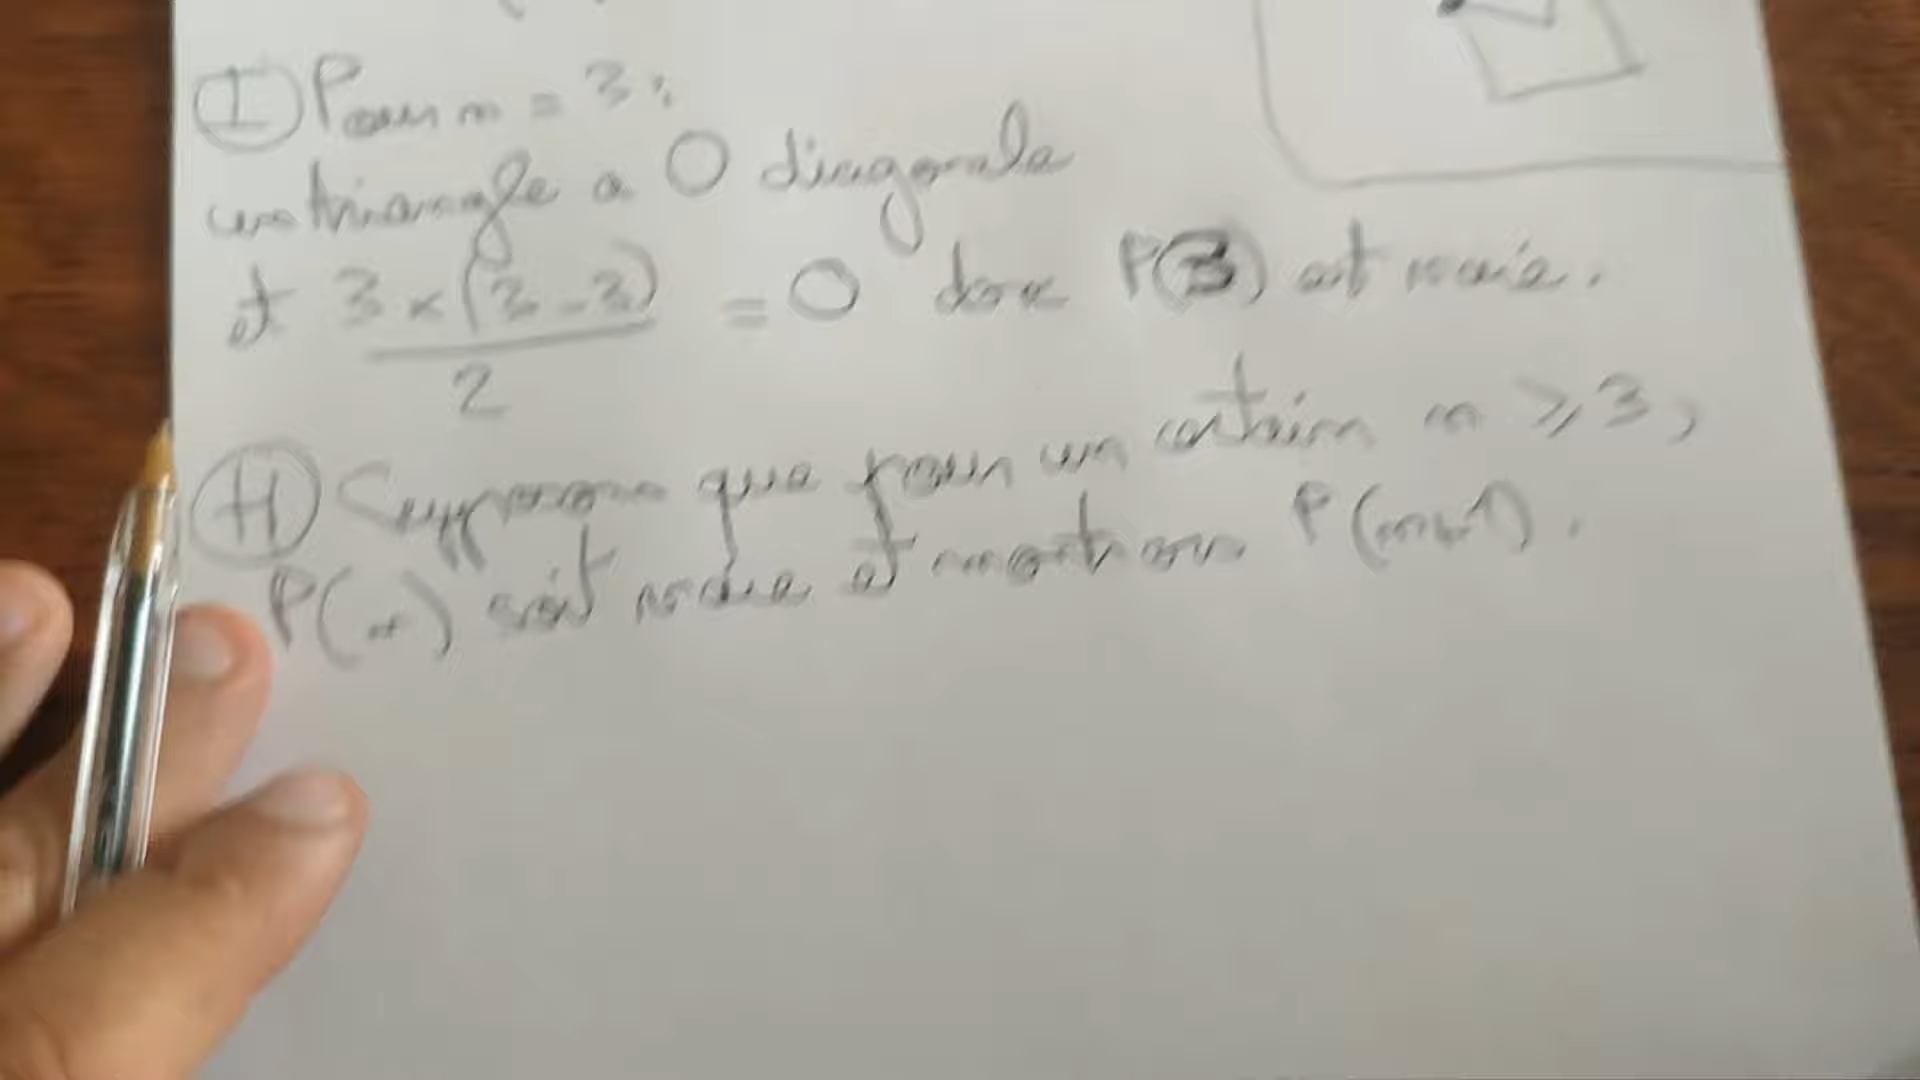 Ⓘ Pour n = 3 :
un triangle a 0 diagonale
et 3 × (3 - 3) / 2 = 0 donc P(3) est vraie.
Ⓗ Supposons que pour un certain n ⩾ 3,
P(n) soit vraie et montrons P(n+1).